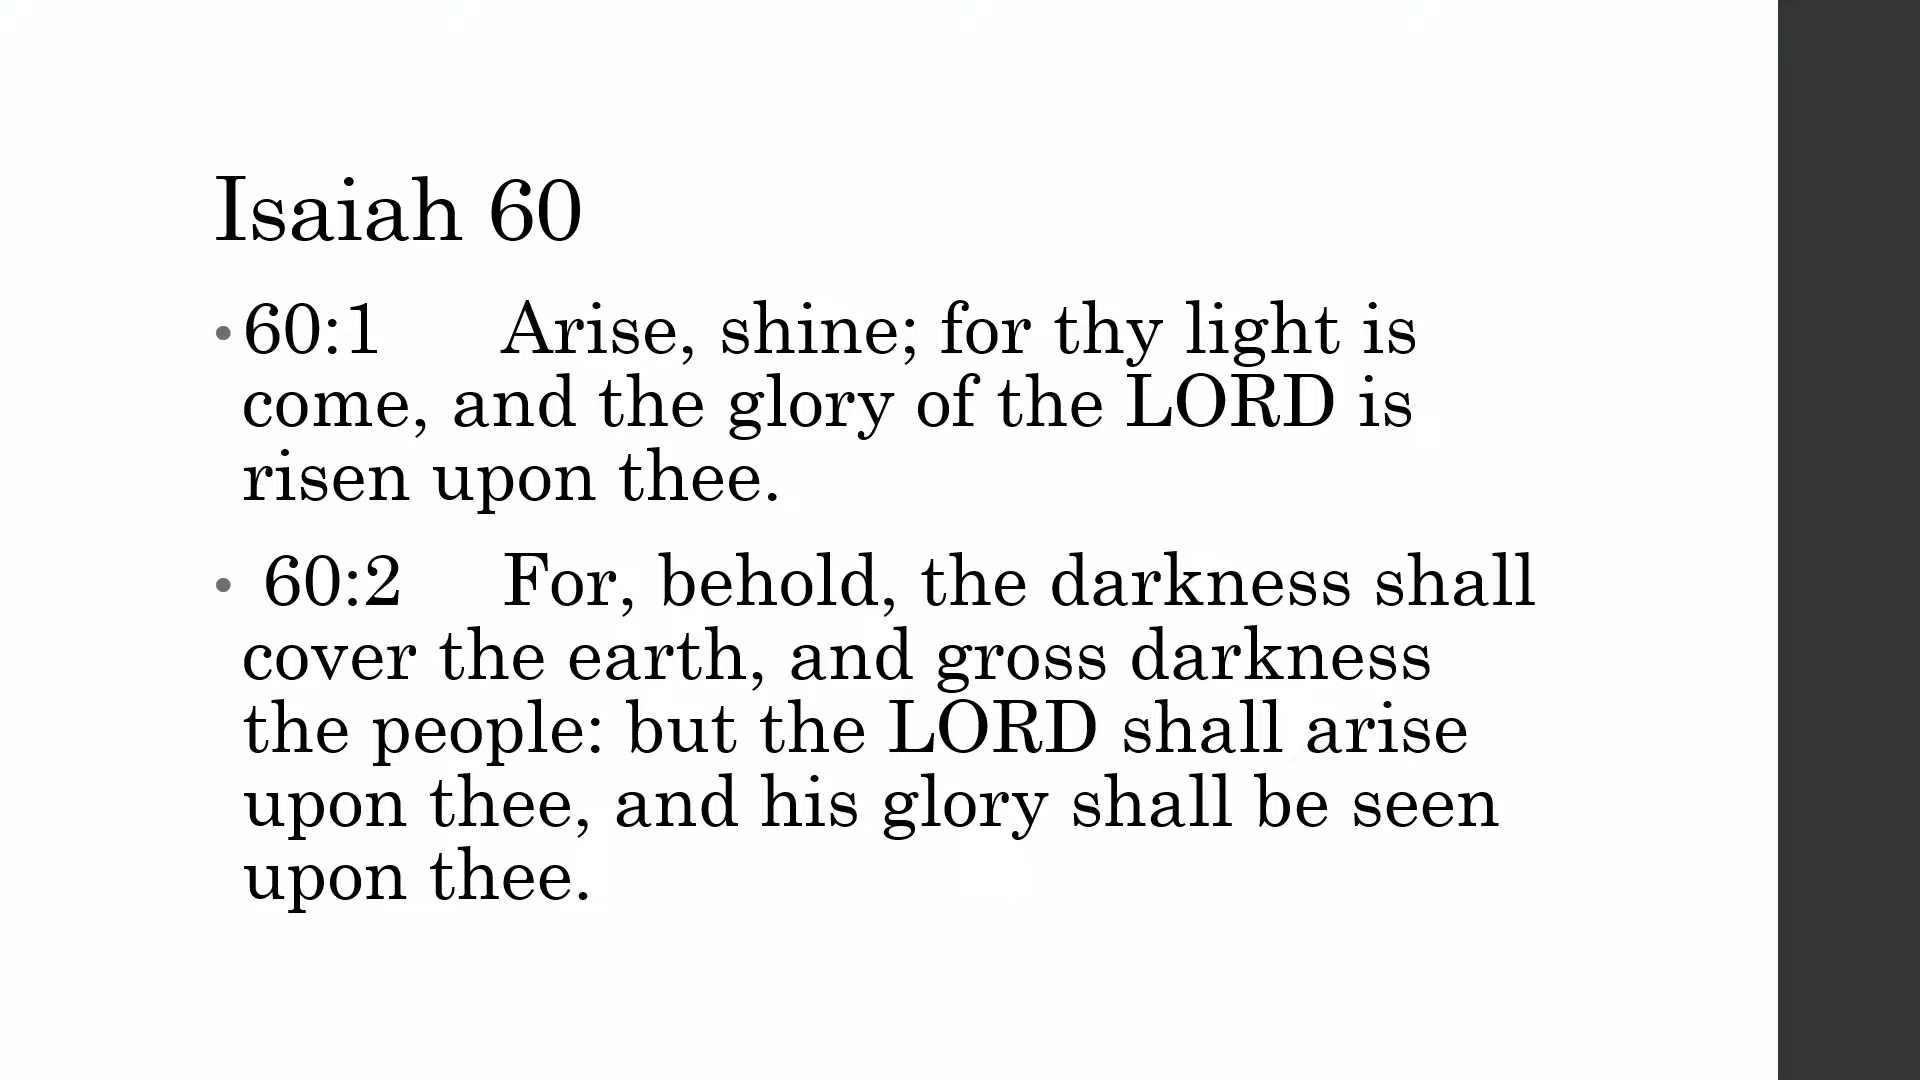 Isaiah 60
• 60:1 Arise, shine; for thy light is
come, and the glory of the LORD is
risen upon thee.
• 60:2 For, behold, the darkness shall
cover the earth, and gross darkness
the people: but the LORD shall arise
upon thee, and his glory shall be seen
upon thee.